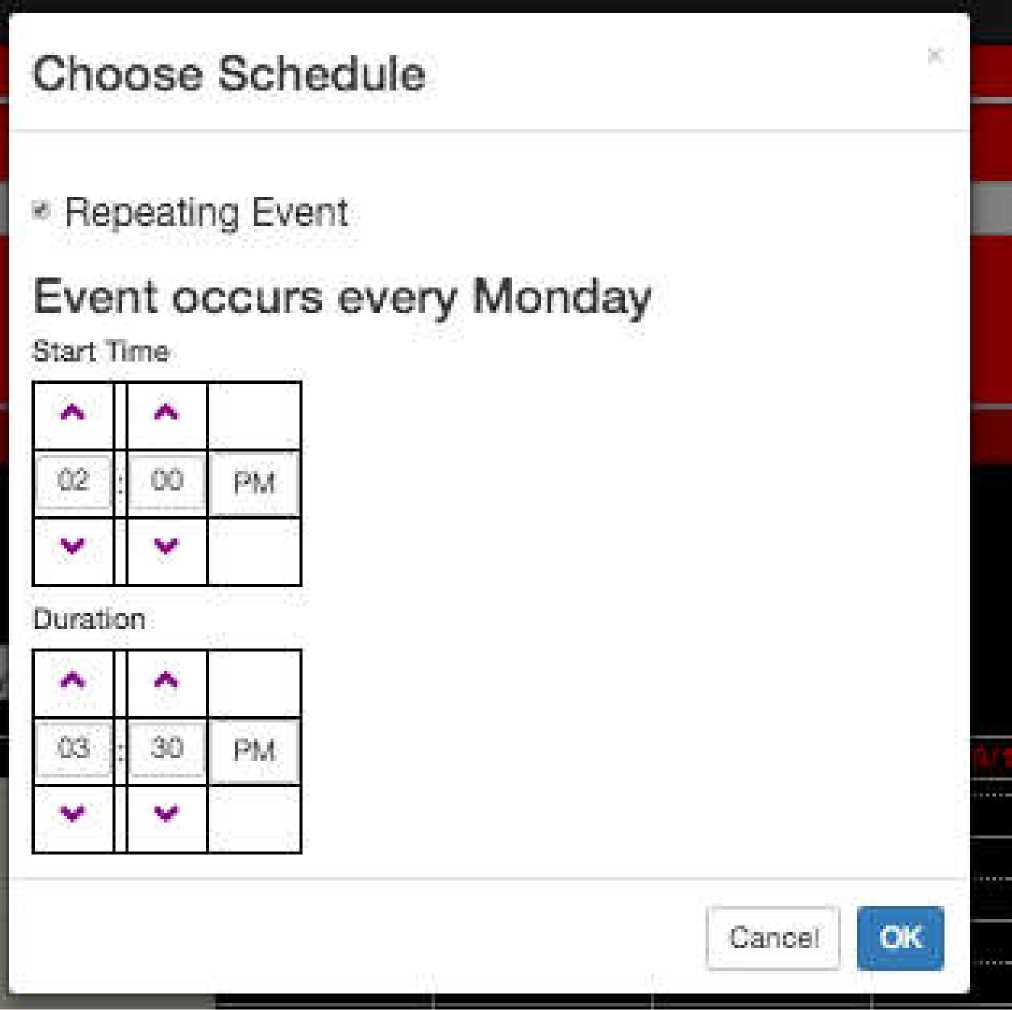 Choose Schedule ×
Repeating Event
Event occurs every Monday
Start Time
02 : 00 PM
Duration
03 : 30 PM
Cancel OK